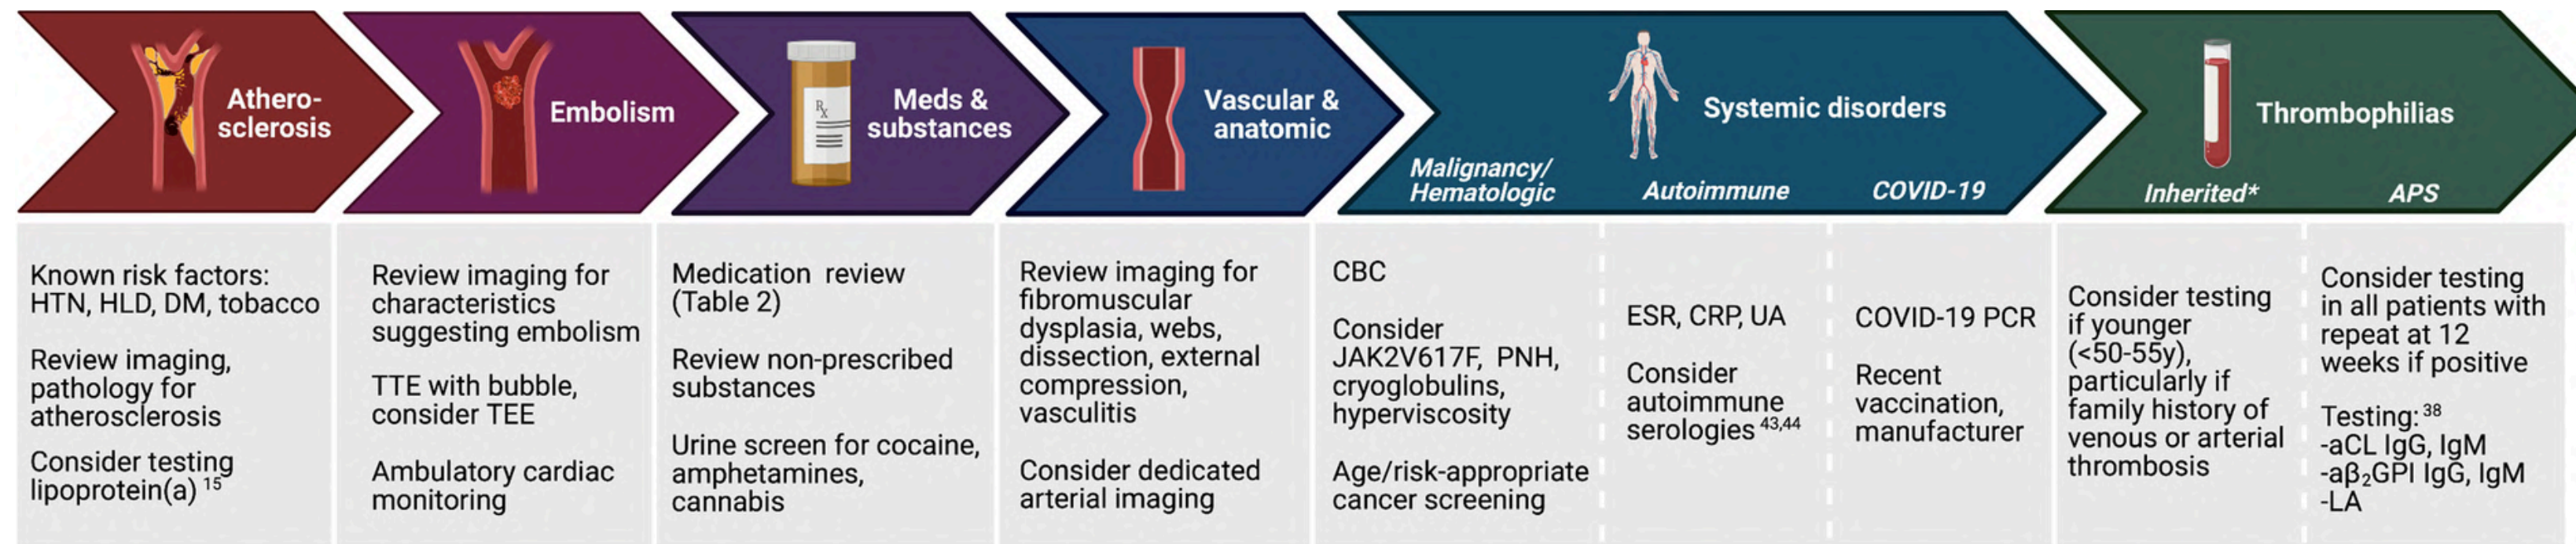 Athero-
sclerosis
Embolism
Rx
Meds &
substances
Vascular &
anatomic
Systemic disorders
Malignancy/
Hematologic
Autoimmune
COVID-19
Thrombophilias
Inherited*
APS
Known risk factors:
HTN, HLD, DM, tobacco
Review imaging,
pathology for
atherosclerosis
Consider testing
lipoprotein(a) 15
Review imaging for
characteristics
suggesting embolism
TTE with bubble,
consider TEE
Ambulatory cardiac
monitoring
Medication review
(Table 2)
Review non-prescribed
substances
Urine screen for cocaine,
amphetamines,
cannabis
Review imaging for
fibromuscular
dysplasia, webs,
dissection, external
compression,
vasculitis
Consider dedicated
arterial imaging
CBC
Consider
JAK2V617F, PNH,
cryoglobulins,
hyperviscosity
Age/risk-appropriate
cancer screening
ESR, CRP, UA
Consider
autoimmune
serologies 43,44
COVID-19 PCR
Recent
vaccination,
manufacturer
Consider testing
if younger
(<50-55y),
particularly if
family history of
venous or arterial
thrombosis
Consider testing
in all patients with
repeat at 12
weeks if positive
Testing: 38
-aCL IgG, IgM
-aβ₂GPI IgG, IgM
-LA